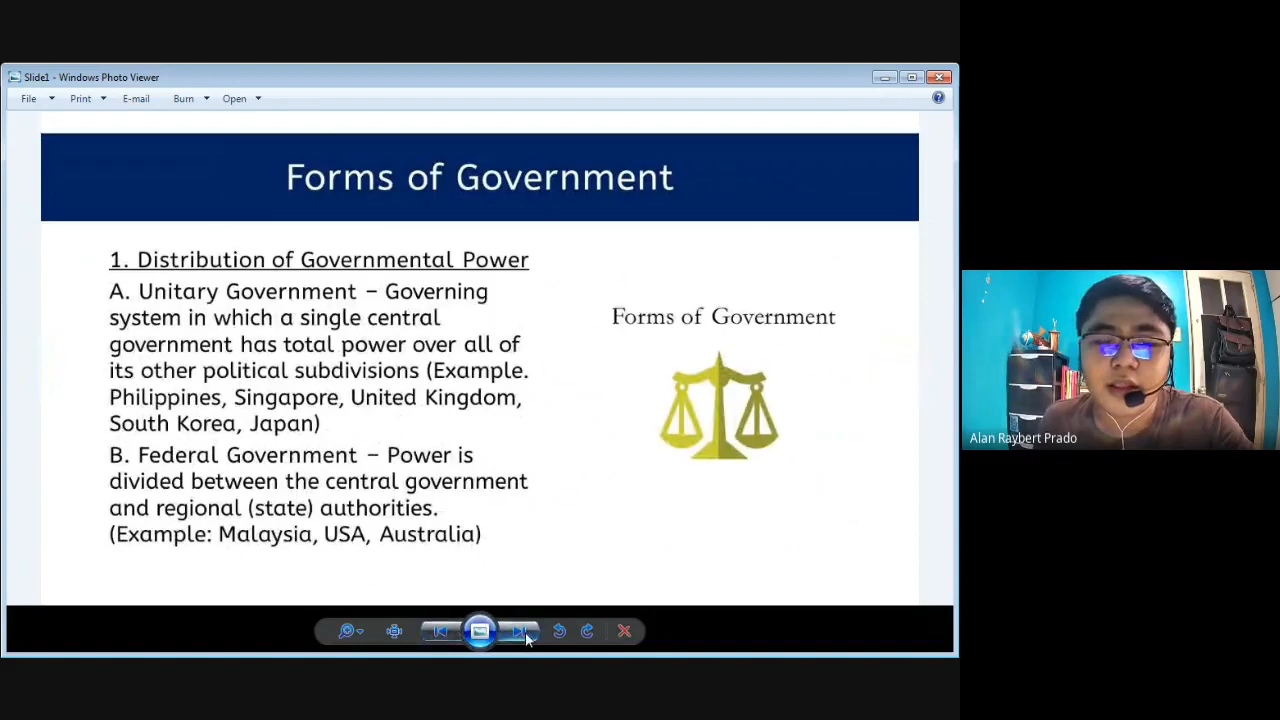 Slide1 - Windows Photo Viewer
File Print E-mail Burn Open
Forms of Government
1. Distribution of Governmental Power
A. Unitary Government – Governing
system in which a single central
government has total power over all of
its other political subdivisions (Example.
Philippines, Singapore, United Kingdom,
South Korea, Japan)
B. Federal Government – Power is
divided between the central government
and regional (state) authorities.
(Example: Malaysia, USA, Australia)
Forms of Government
Alan Raybert Prado